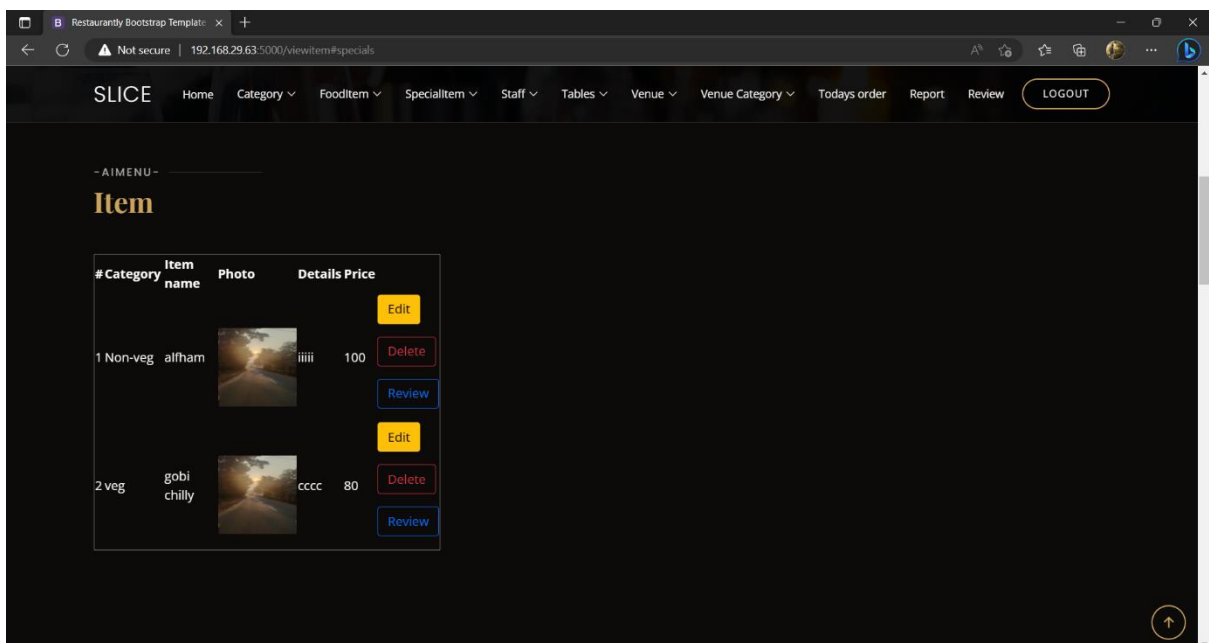 Restaurantly Bootstrap Template
Not secure | 192.168.29.63:5000/viewitem#specials
SLICE Home Category FoodItem SpecialItem Staff Tables Venue Venue Category Todays order Report Review LOGOUT
-AIMENU-
Item
# Category Item name Photo Details Price
Edit
1 Non-veg alfham iiiii 100 Delete
Review
Edit
2 veg gobi chilly cccc 80 Delete
Review